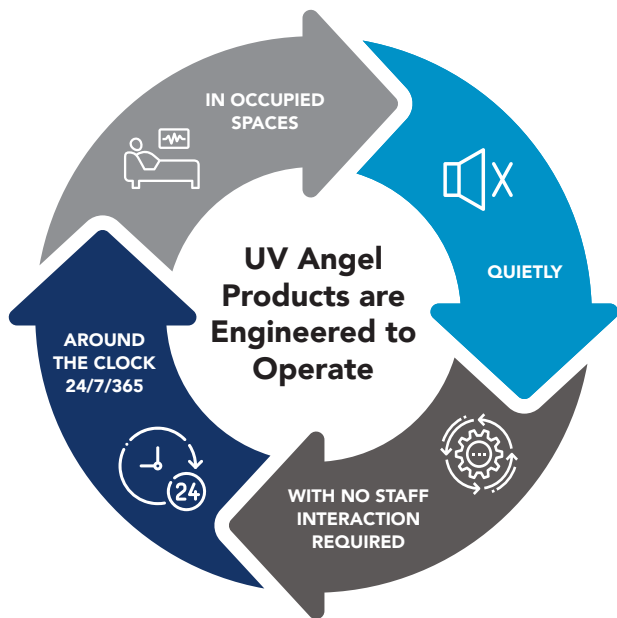 IN OCCUPIED
SPACES
QUIETLY
UV Angel
Products are
Engineered to
Operate
AROUND
THE CLOCK
24/7/365
24
WITH NO STAFF
INTERACTION
REQUIRED